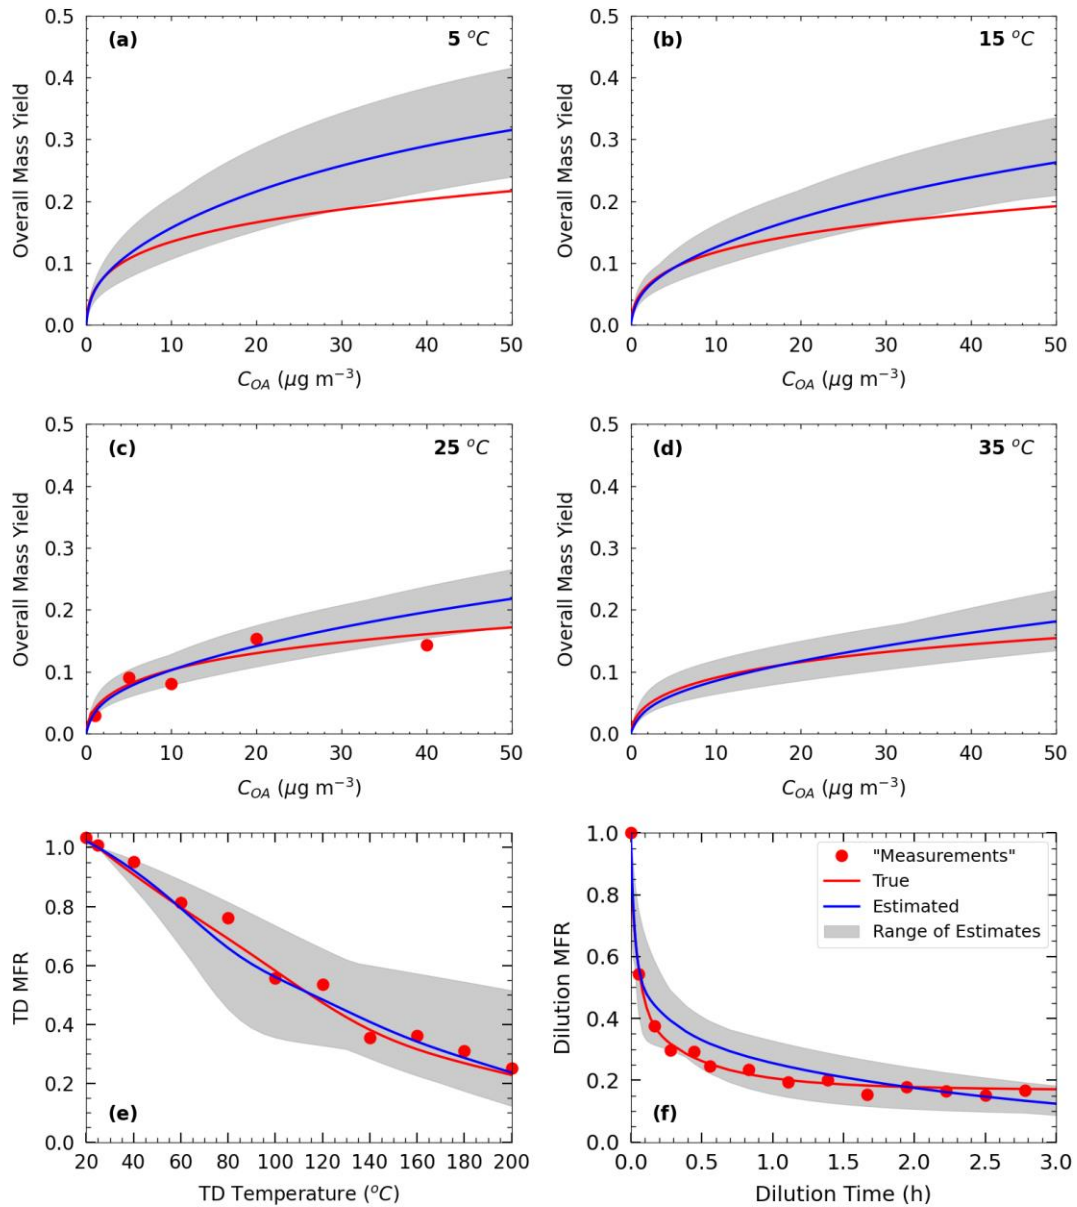 (a) 5 °C
Overall Mass Yield
0.5
0.4
0.3
0.2
0.1
0.0
0 10 20 30 40 50
C_OA (μg m⁻³)
(b) 15 °C
Overall Mass Yield
0.5
0.4
0.3
0.2
0.1
0.0
0 10 20 30 40 50
C_OA (μg m⁻³)
(c) 25 °C
Overall Mass Yield
0.5
0.4
0.3
0.2
0.1
0.0
0 10 20 30 40 50
C_OA (μg m⁻³)
(d) 35 °C
Overall Mass Yield
0.5
0.4
0.3
0.2
0.1
0.0
0 10 20 30 40 50
C_OA (μg m⁻³)
(e)
TD MFR
1.0
0.8
0.6
0.4
0.2
0.0
20 40 60 80 100 120 140 160 180 200
TD Temperature (°C)
(f)
Dilution MFR
1.0
0.8
0.6
0.4
0.2
0.0
0.0 0.5 1.0 1.5 2.0 2.5 3.0
Dilution Time (h)
"Measurements"
True
Estimated
Range of Estimates